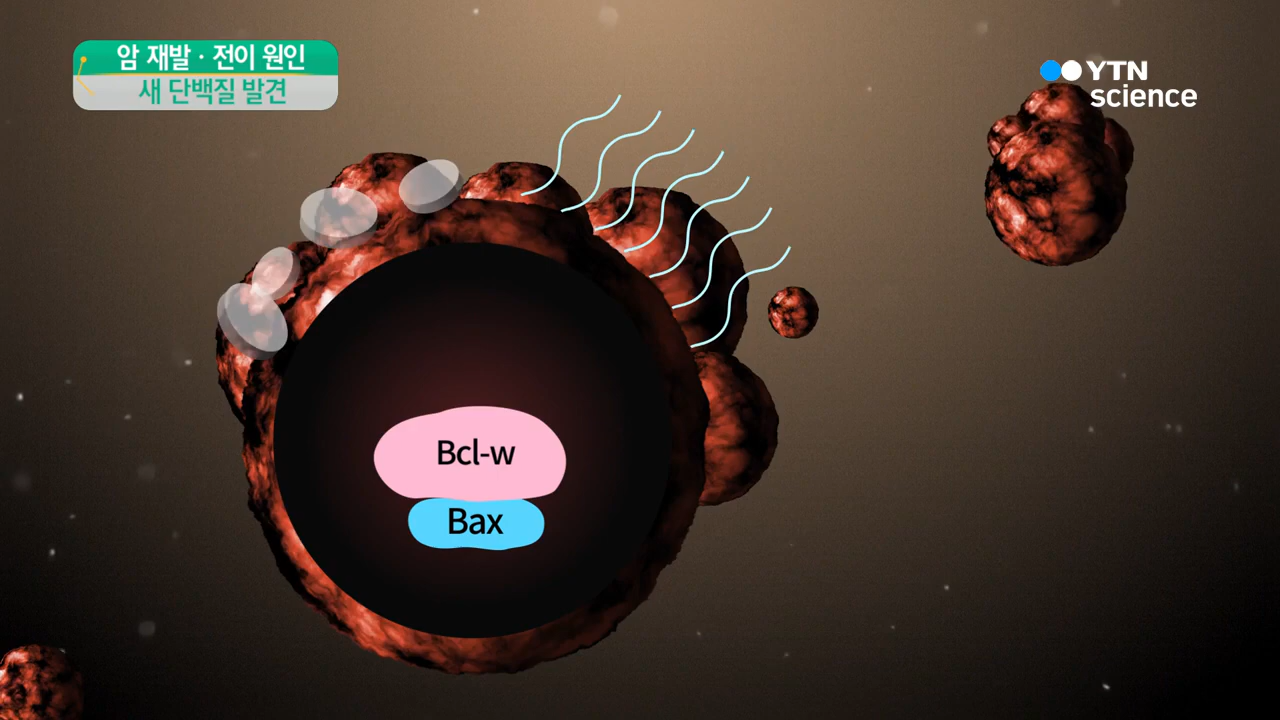 암 재발 · 전이 원인
새 단백질 발견
YTN
science
Bcl-w
Bax